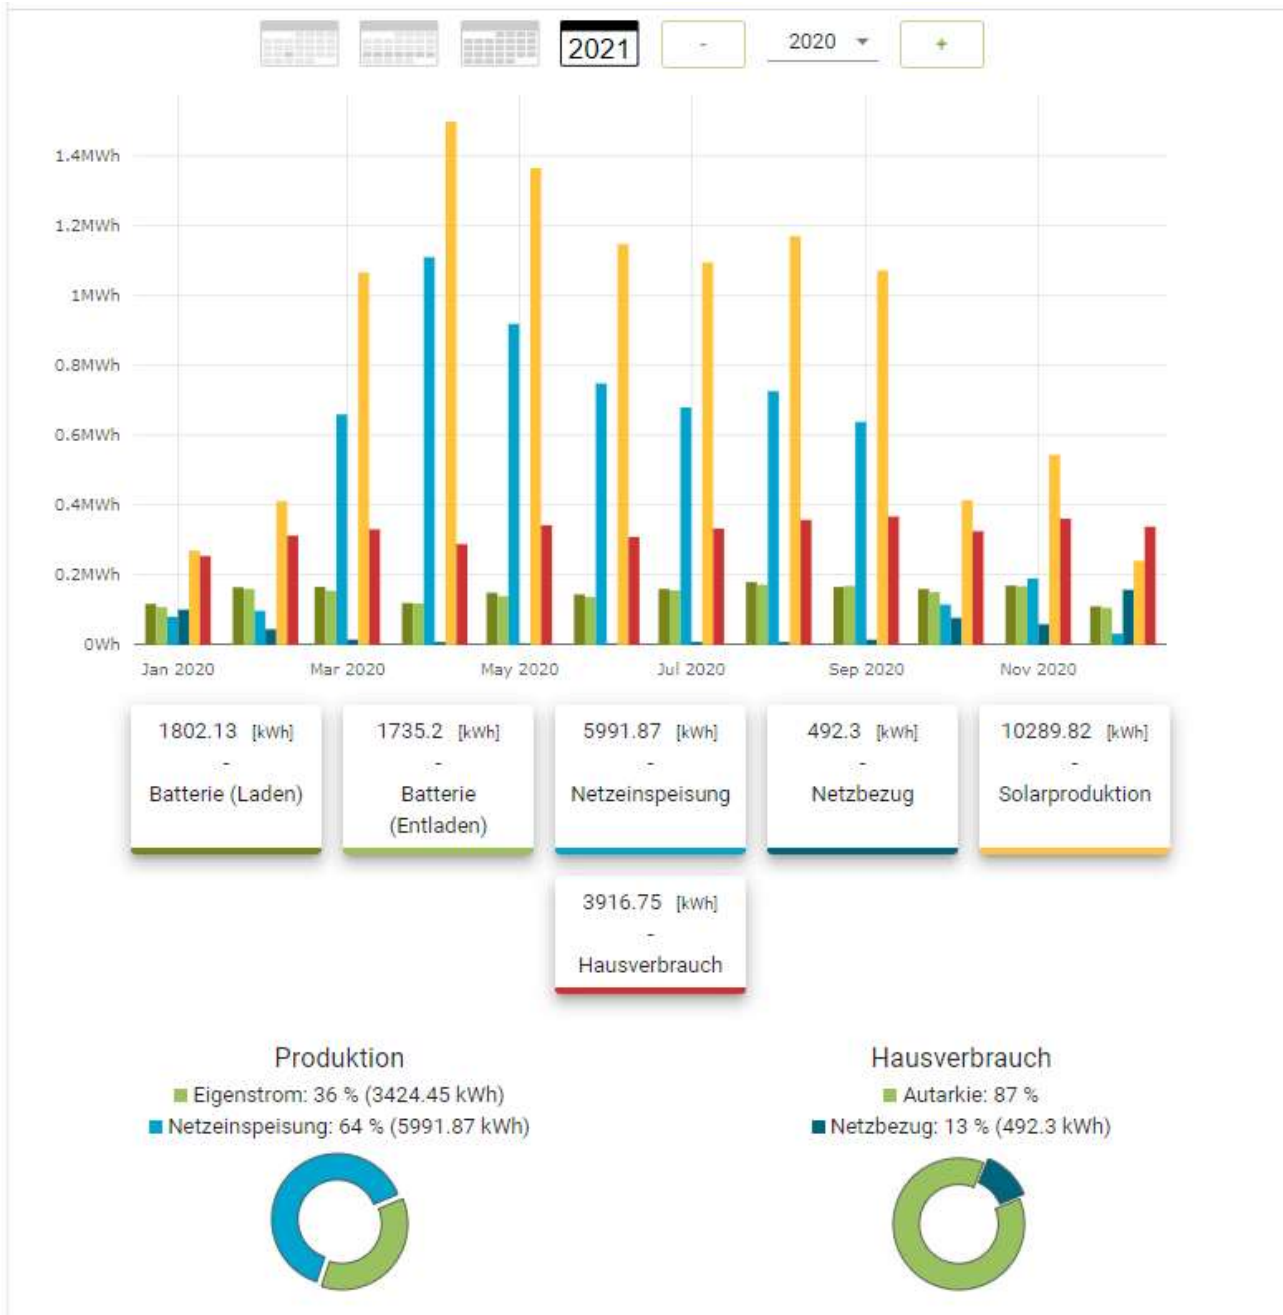 2021 - 2020 +
1.4MWh
1.2MWh
1MWh
0.8MWh
0.6MWh
0.4MWh
0.2MWh
0Wh
Jan 2020 Mar 2020 May 2020 Jul 2020 Sep 2020 Nov 2020
1802.13 [kWh] 1735.2 [kWh] 5991.87 [kWh] 492.3 [kWh] 10289.82 [kWh]
- - - - -
Batterie (Laden) Batterie Netzeinspeisung Netzbezug Solarproduktion
(Entladen)
3916.75 [kWh]
-
Hausverbrauch
Produktion Hausverbrauch
Eigenstrom: 36 % (3424.45 kWh) Autarkie: 87 %
Netzeinspeisung: 64 % (5991.87 kWh) Netzbezug: 13 % (492.3 kWh)